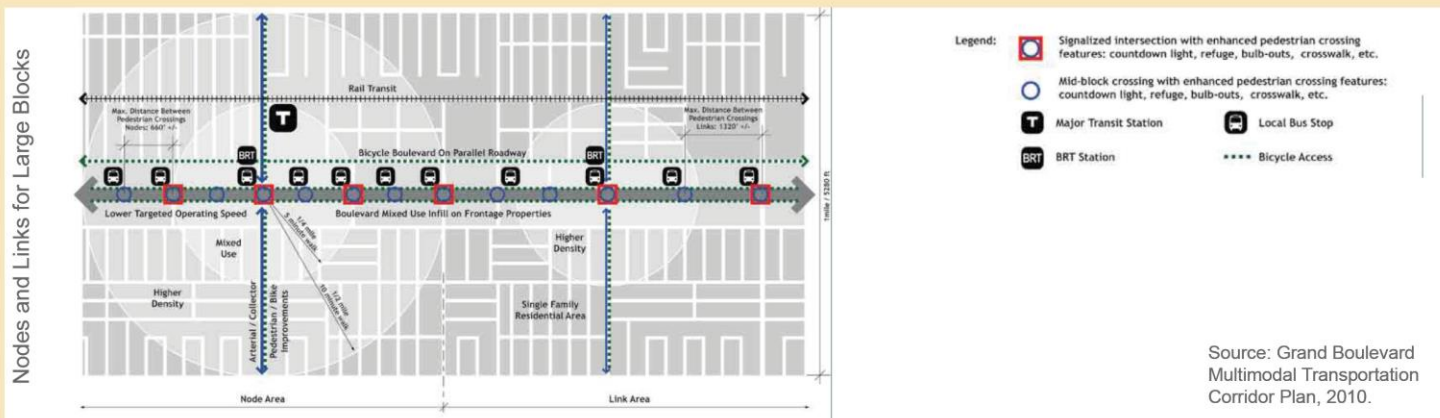 Nodes and Links for Large Blocks
Rail Transit
Max. Distance Between
Pedestrian Crossings
Nodes: 660' +/-
Max. Distance Between
Pedestrian Crossings
Links: 1320' +/-
T
Bicycle Boulevard On Parallel Roadway
BRT
BRT
Lower Targeted Operating Speed
Boulevard Mixed Use Infill on Frontage Properties
1mile / 5280 ft
Mixed
Use
1/4 mile
5 minute walk
Higher
Density
Higher
Density
1/2 mile
10 minute walk
Arterial / Collector
Pedestrian / Bike
Improvements
Single Family
Residential Area
Node Area
Link Area
Legend:
Signalized intersection with enhanced pedestrian crossing
features: countdown light, refuge, bulb-outs, crosswalk, etc.
Mid-block crossing with enhanced pedestrian crossing features:
countdown light, refuge, bulb-outs, crosswalk, etc.
T Major Transit Station
Local Bus Stop
BRT BRT Station
Bicycle Access
Source: Grand Boulevard
Multimodal Transportation
Corridor Plan, 2010.